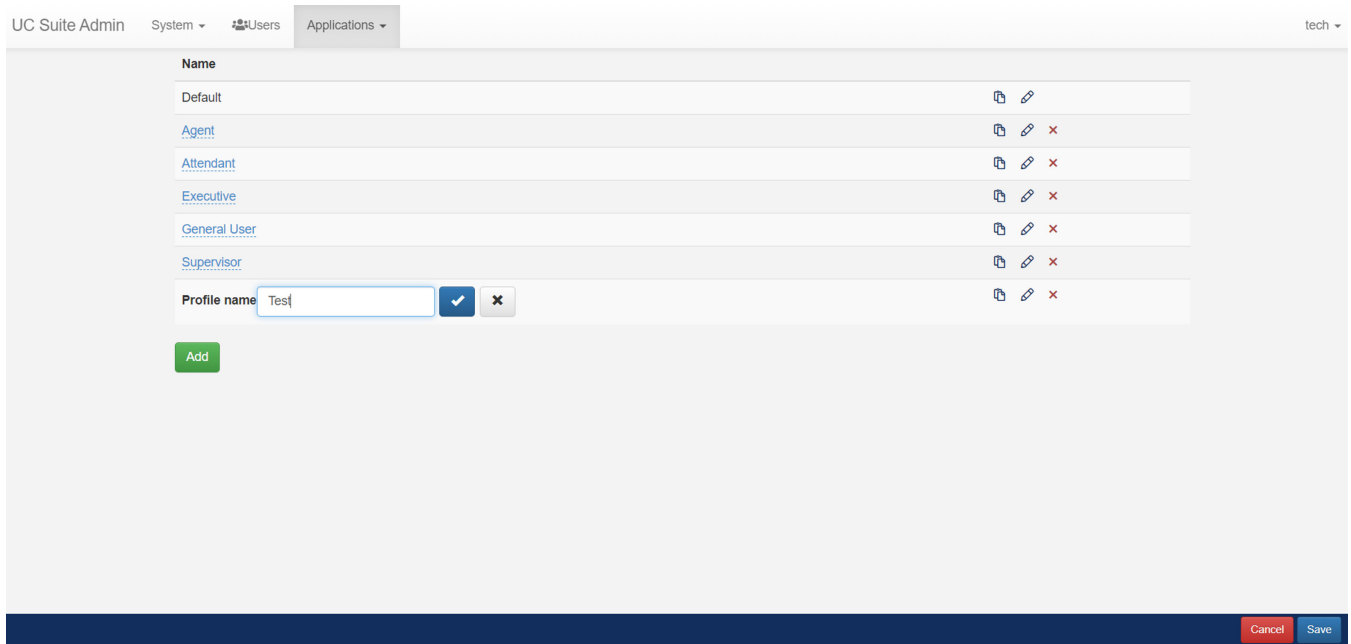 UC Suite Admin System Users Applications tech
Name
Default
Agent
Attendant
Executive
General User
Supervisor
Profile name Test
Add
Cancel Save